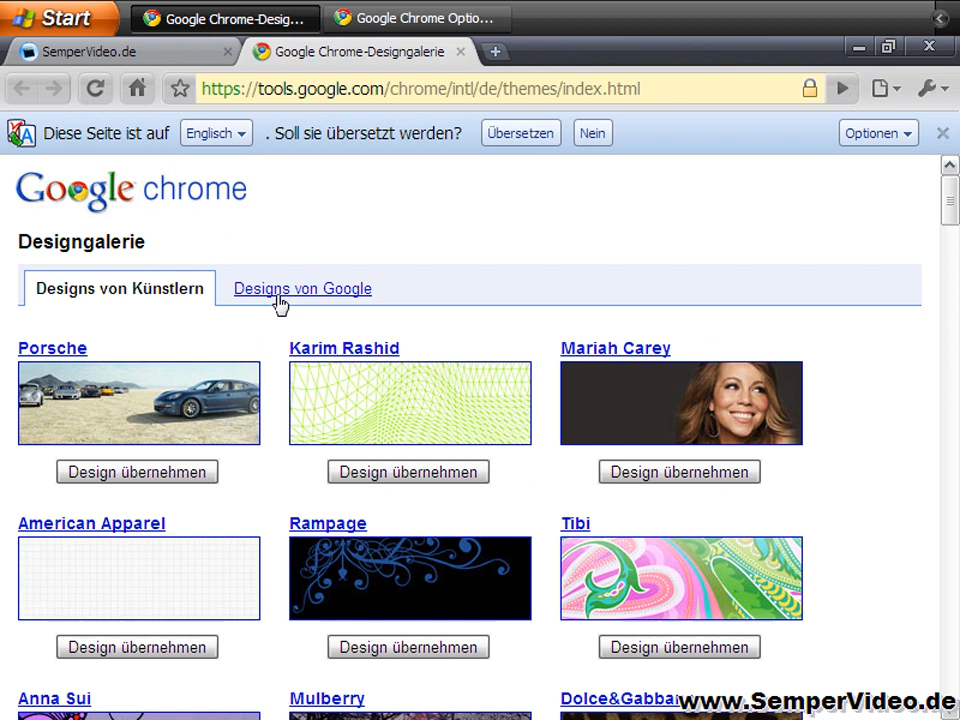 Start
Google Chrome-Desig...
Google Chrome Optio...
SemperVideo.de
Google Chrome-Designgalerie
https://tools.google.com/chrome/intl/de/themes/index.html
Diese Seite ist auf Englisch . Soll sie übersetzt werden? Übersetzen Nein Optionen
Google chrome
Designgalerie
Designs von Künstlern
Designs von Google
Porsche
Karim Rashid
Mariah Carey
Design übernehmen
Design übernehmen
Design übernehmen
American Apparel
Rampage
Tibi
Design übernehmen
Design übernehmen
Design übernehmen
Anna Sui
Mulberry
Dolce&Gabba
www.SemperVideo.de